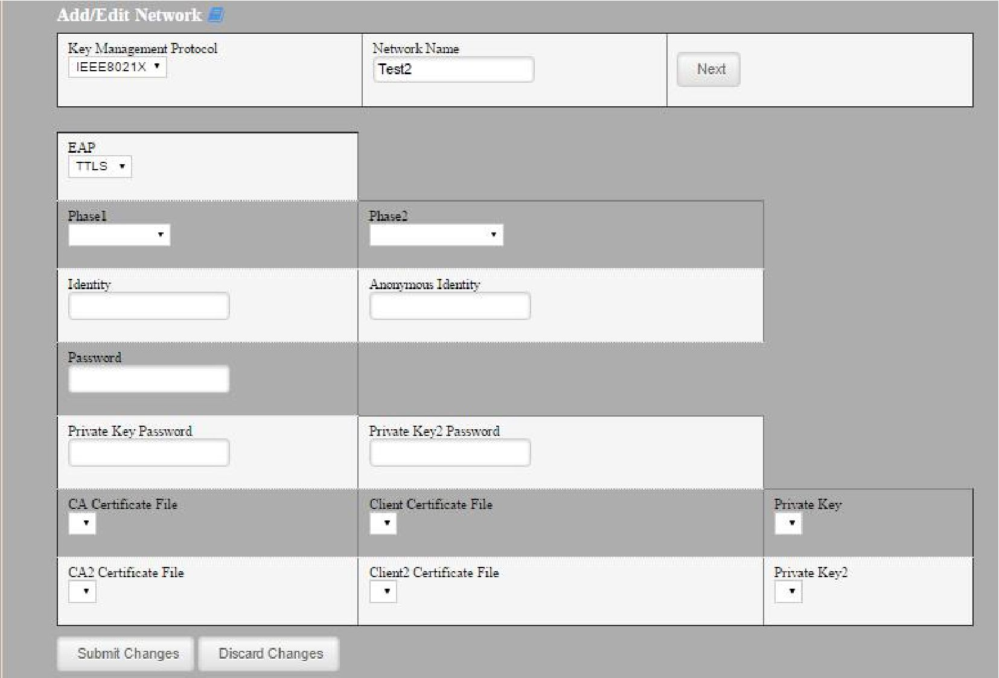 Add/Edit Network
Key Management Protocol
IEEE8021X
Network Name
Test2
Next
EAP
TTLS
Phase1
Phase2
Identity
Anonymous Identity
Password
Private Key Password
Private Key2 Password
CA Certificate File
Client Certificate File
Private Key
CA2 Certificate File
Client2 Certificate File
Private Key2
Submit Changes
Discard Changes